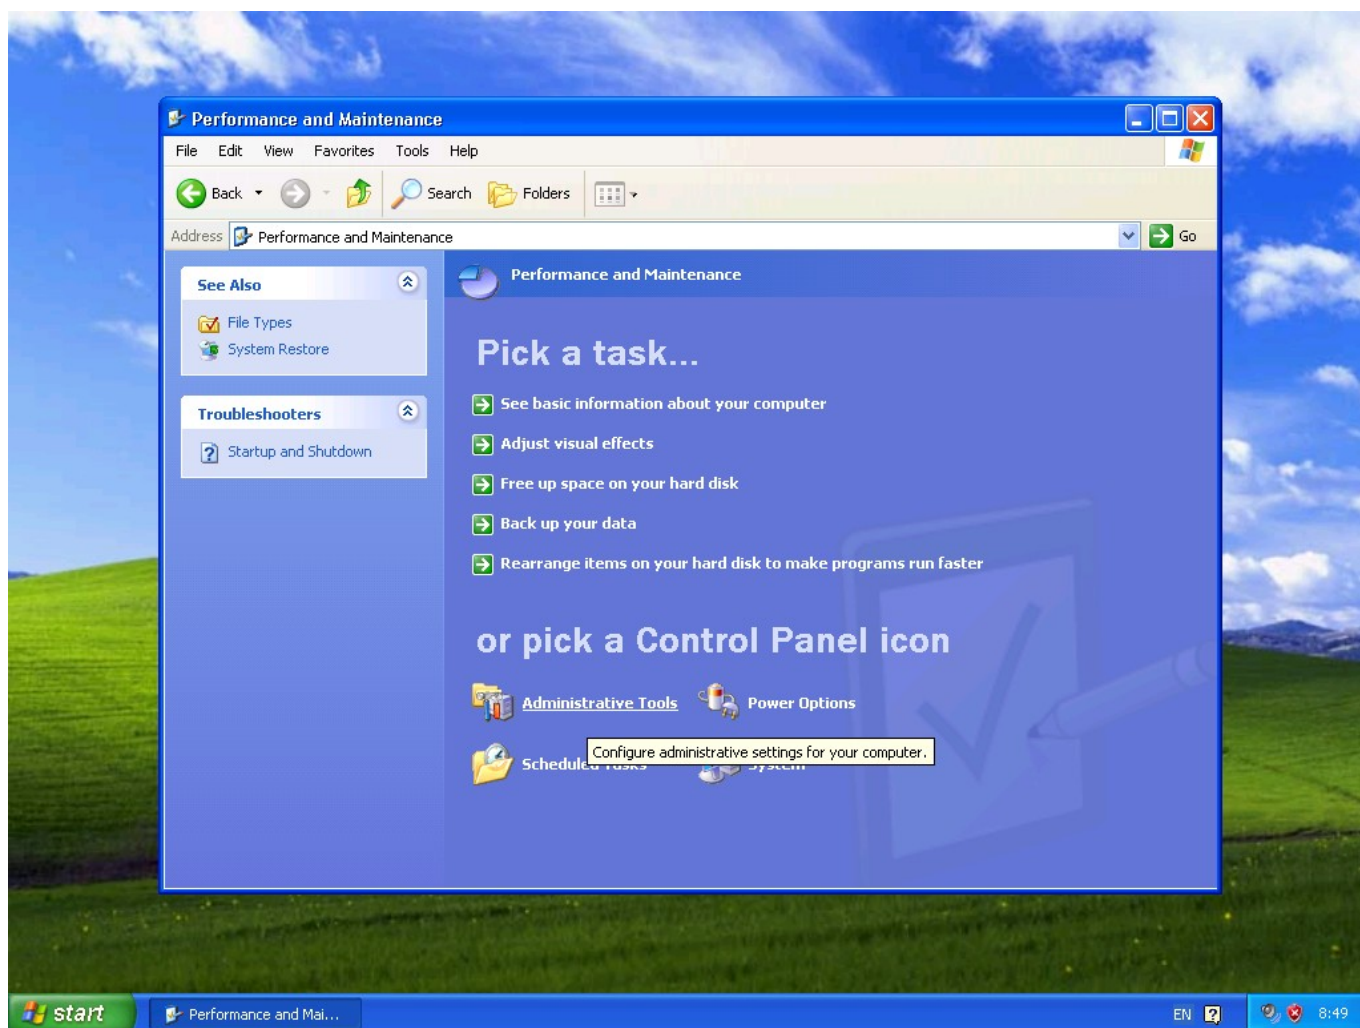 Performance and Maintenance
File Edit View Favorites Tools Help
Back Search Folders
Address Performance and Maintenance Go
See Also
File Types
System Restore
Troubleshooters
Startup and Shutdown
Performance and Maintenance
Pick a task...
See basic information about your computer
Adjust visual effects
Free up space on your hard disk
Back up your data
Rearrange items on your hard disk to make programs run faster
or pick a Control Panel icon
Administrative Tools Power Options
Configure administrative settings for your computer.
Scheduled Tasks System
start Performance and Mai... EN 8:49